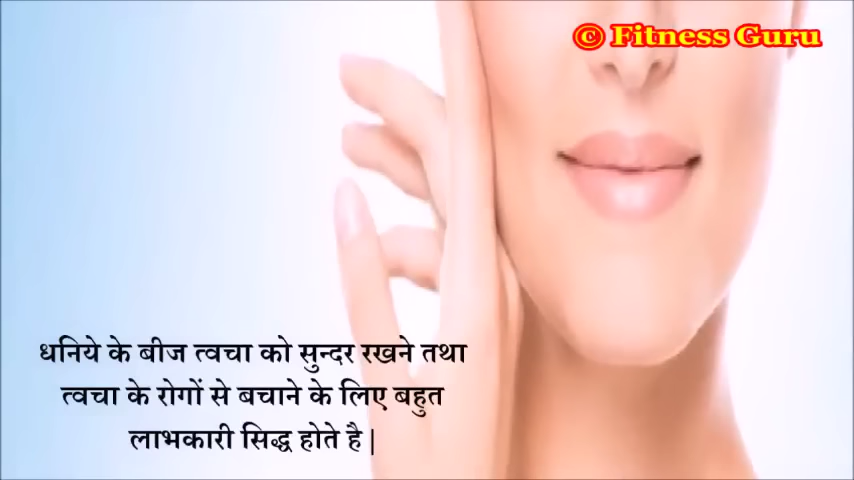 © Fitness Guru
धनिये के बीज त्वचा को सुन्दर रखने तथा
त्वचा के रोगों से बचाने के लिए बहुत
लाभकारी सिद्ध होते है |